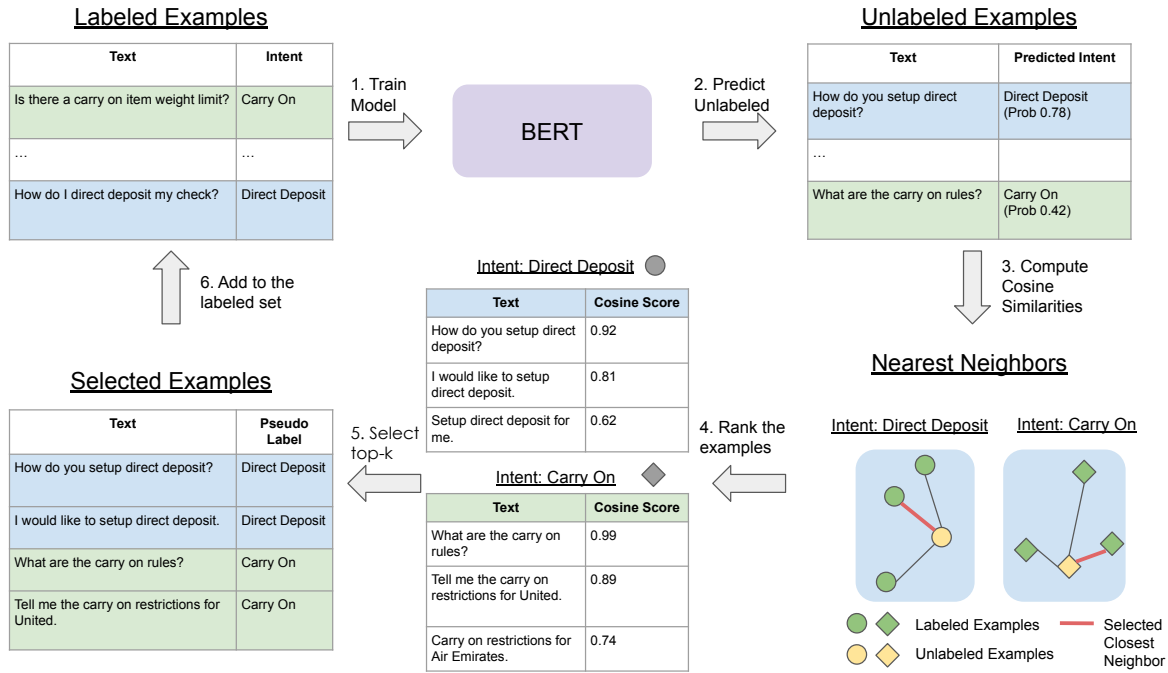 Labeled Examples
Text Intent
Is there a carry on item weight limit? Carry On
… …
How do I direct deposit my check? Direct Deposit
1. Train
Model
BERT
2. Predict
Unlabeled
Unlabeled Examples
Text Predicted Intent
How do you setup direct
deposit?
Direct Deposit
(Prob 0.78)
…
What are the carry on rules? Carry On
(Prob 0.42)
3. Compute
Cosine
Similarities
Nearest Neighbors
Intent: Direct Deposit Intent: Carry On
Labeled Examples
Unlabeled Examples
Selected
Closest
Neighbor
4. Rank the
examples
Intent: Direct Deposit
Text Cosine Score
How do you setup direct
deposit?
0.92
I would like to setup
direct deposit.
0.81
Setup direct deposit for
me.
0.62
Intent: Carry On
Text Cosine Score
What are the carry on
rules?
0.99
Tell me the carry on
restrictions for United.
0.89
Carry on restrictions for
Air Emirates.
0.74
5. Select
top-k
Selected Examples
Text Pseudo
Label
How do you setup direct deposit? Direct Deposit
I would like to setup direct deposit. Direct Deposit
What are the carry on rules? Carry On
Tell me the carry on restrictions for
United.
Carry On
6. Add to the
labeled set